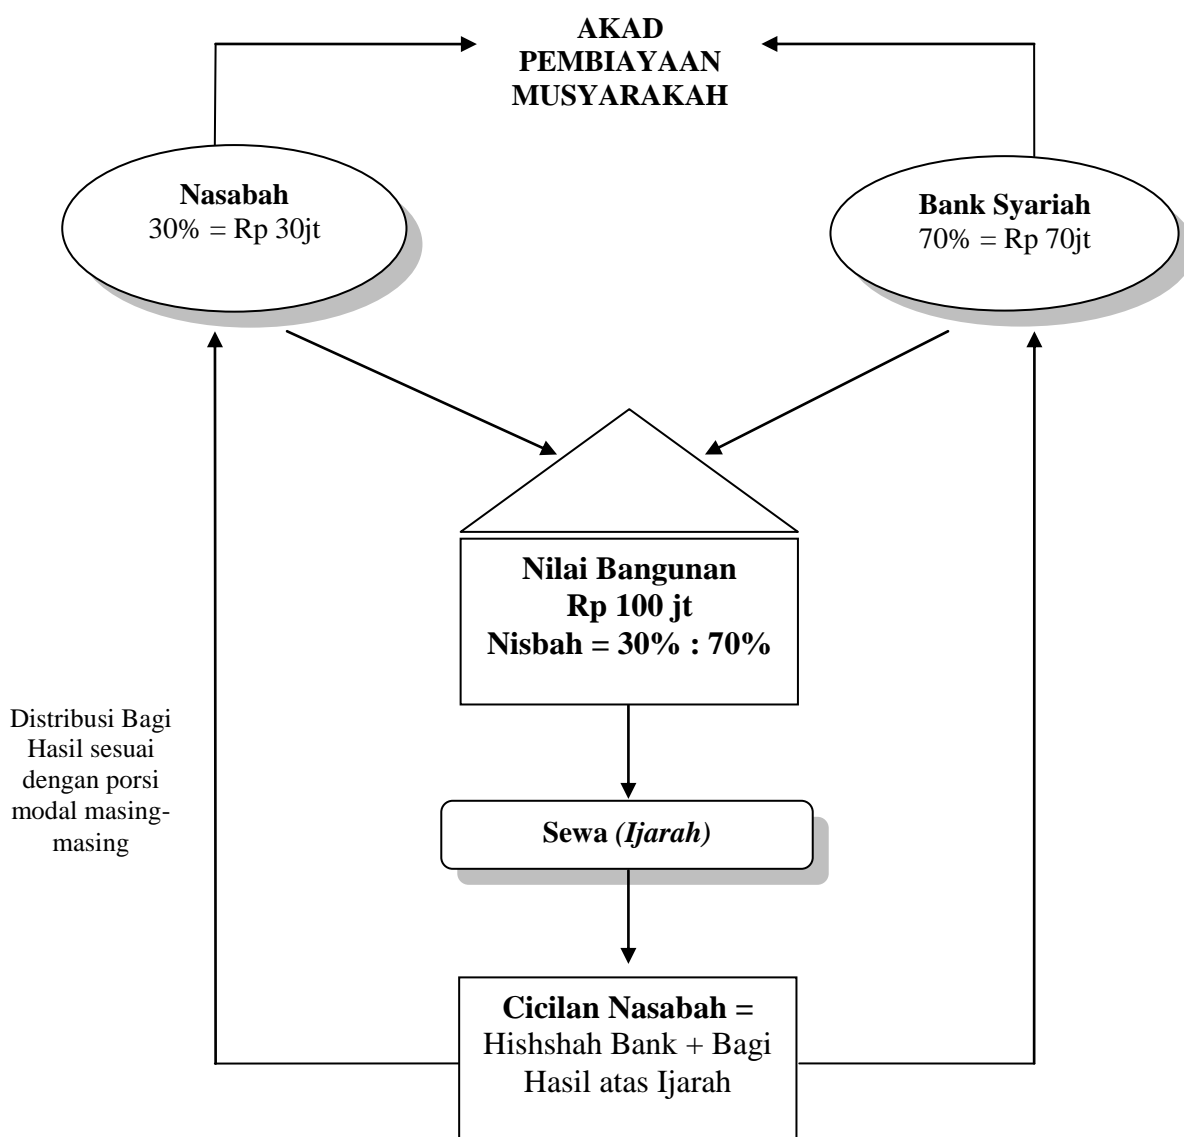 AKAD
PEMBIAYAAN
MUSYARAKAH
Nasabah
30% = Rp 30jt
Bank Syariah
70% = Rp 70jt
Nilai Bangunan
Rp 100 jt
Nisbah = 30% : 70%
Distribusi Bagi
Hasil sesuai
dengan porsi
modal masing-
masing
Sewa (Ijarah)
Cicilan Nasabah =
Hishshah Bank + Bagi
Hasil atas Ijarah